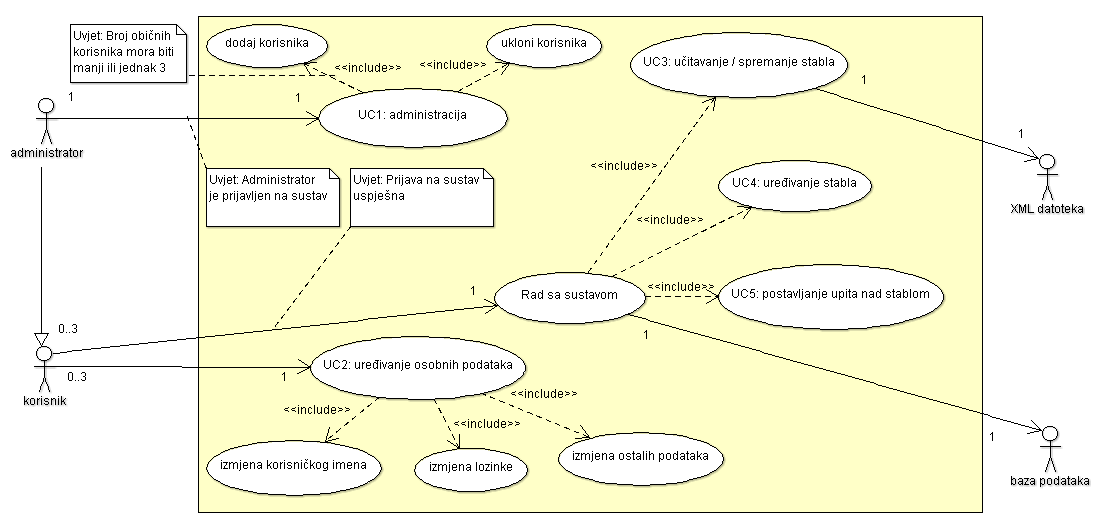 Uvjet: Broj običnih
korisnika mora biti
manji ili jednak 3
dodaj korisnika
ukloni korisnika
<<include>>
<<include>>
UC3: učitavanje / spremanje stabla
1
1
1
UC1: administracija
administrator
1
XML datoteka
<<include>>
Uvjet: Administrator
je prijavljen na sustav
Uvjet: Prijava na sustav
uspješna
UC4: uređivanje stabla
<<include>>
1
Rad sa sustavom
<<include>>
UC5: postavljanje upita nad stablom
0..3
1
korisnik
0..3
1
UC2: uređivanje osobnih podataka
<<include>>
<<include>>
<<include>>
1
baza podataka
izmjena korisničkog imena
izmjena lozinke
izmjena ostalih podataka